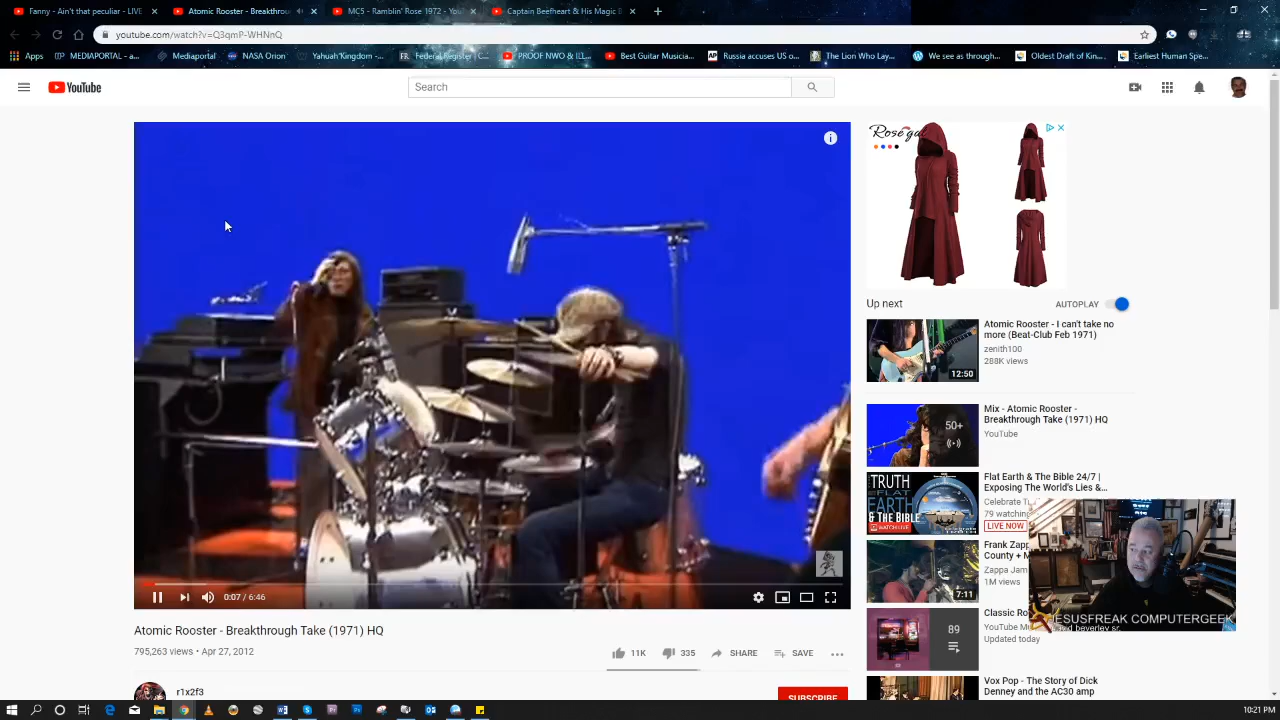 Fanny - Ain't that peculiar - LIVE
Atomic Rooster - Breakthrou
MC5 - Ramblin' Rose 1972 - You
Captain Beefheart & His Magic
youtube.com/watch?v=Q3qmP-WHNnQ
Apps
MEDIAPORTAL - a...
Mediaportal
NASA Orion
Yahuah Kingdom -...
Federal Register | C...
PROOF NWO & ILL...
Best Guitar Musicia...
Russia accuses US o...
The Lion Who Lay...
We see as through...
Oldest Draft of Kin...
Earliest Human Spe...
YouTube
Search
Rosegal
Up next
AUTOPLAY
Atomic Rooster - I can't take no
more (Beat-Club Feb 1971)
zenith100
288K views
12:50
Mix - Atomic Rooster -
Breakthrough Take (1971) HQ
YouTube
50+
Flat Earth & The Bible 24/7 |
Exposing The World's Lies &...
79 watching
LIVE NOW
TRUTH
FLAT
EARTH
& THE BIBLE
WATCH LIVE
Frank Zapp
County +
Zappa Jam
1M views
7:11
Classic Ro
Updated today
89
JESUSFREAK COMPUTERGEEK
Vox Pop - The Story of Dick
Denney and the AC30 amp
0:07 / 6:46
Atomic Rooster - Breakthrough Take (1971) HQ
795,263 views • Apr 27, 2012
11K
335
SHARE
SAVE
r1x2f3
SUBSCRIBE
10:21 PM